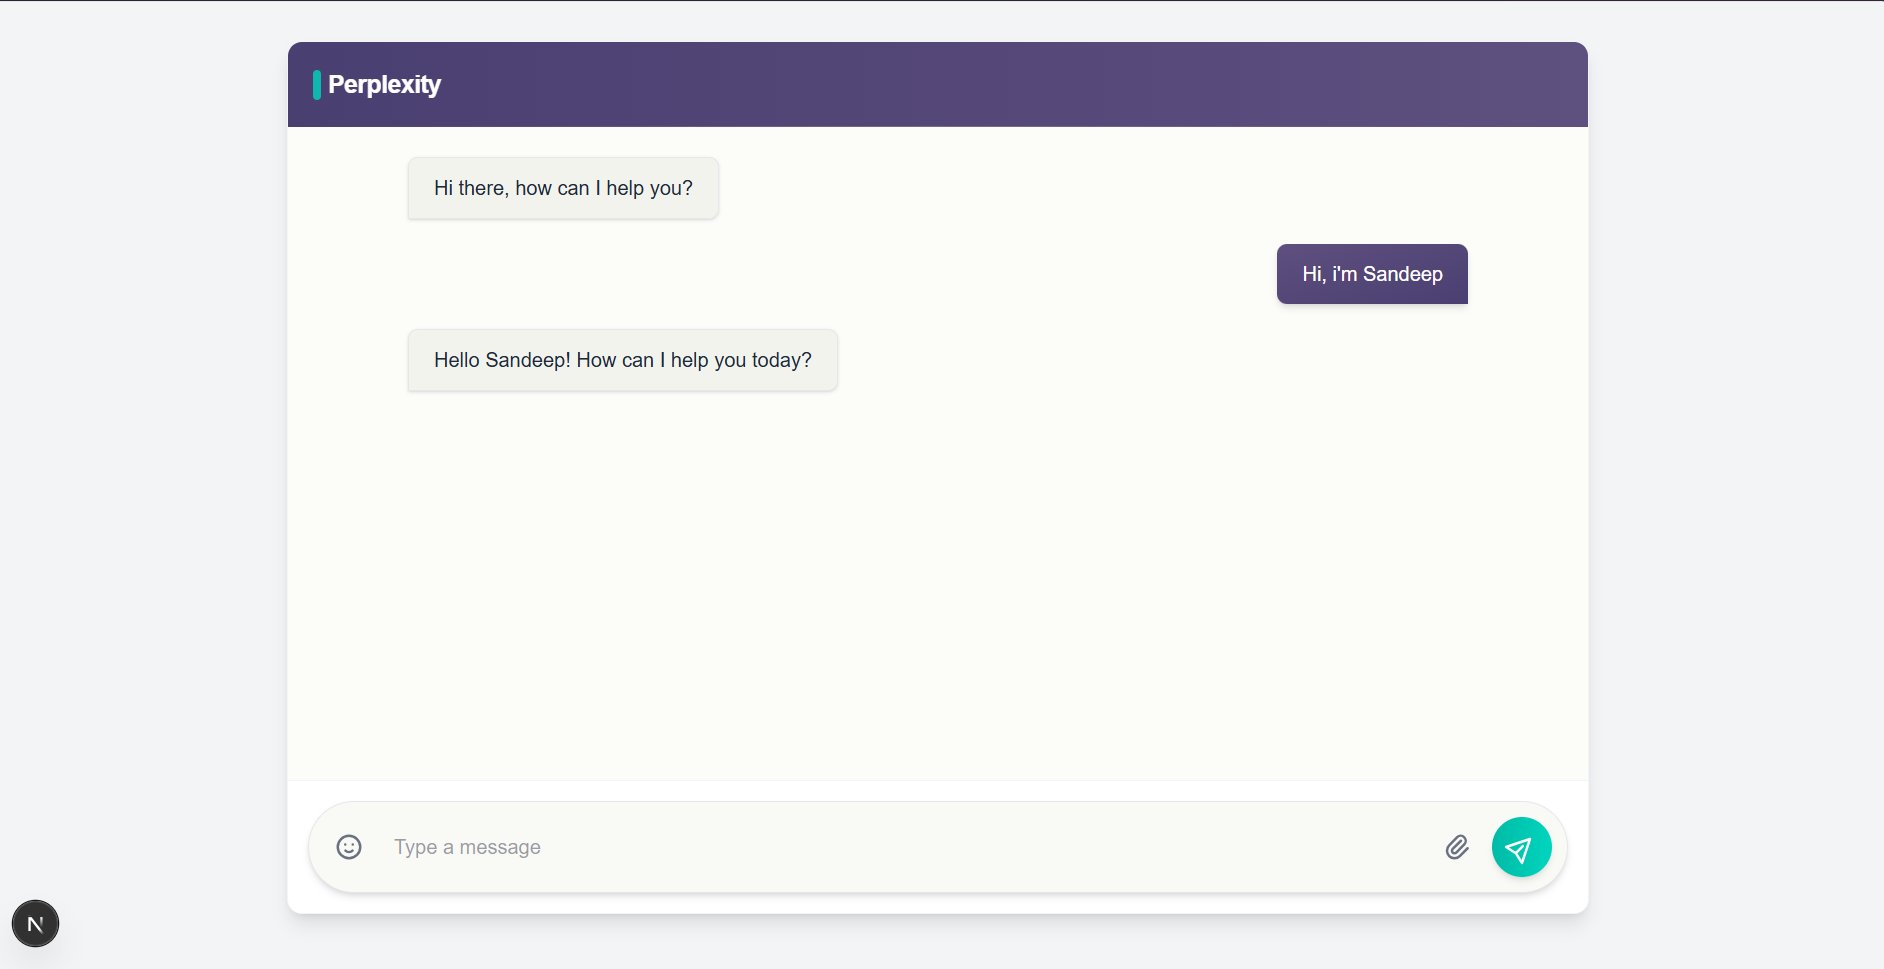 Perplexity
Hi there, how can I help you?
Hi, i'm Sandeep
Hello Sandeep! How can I help you today?
Type a message
N